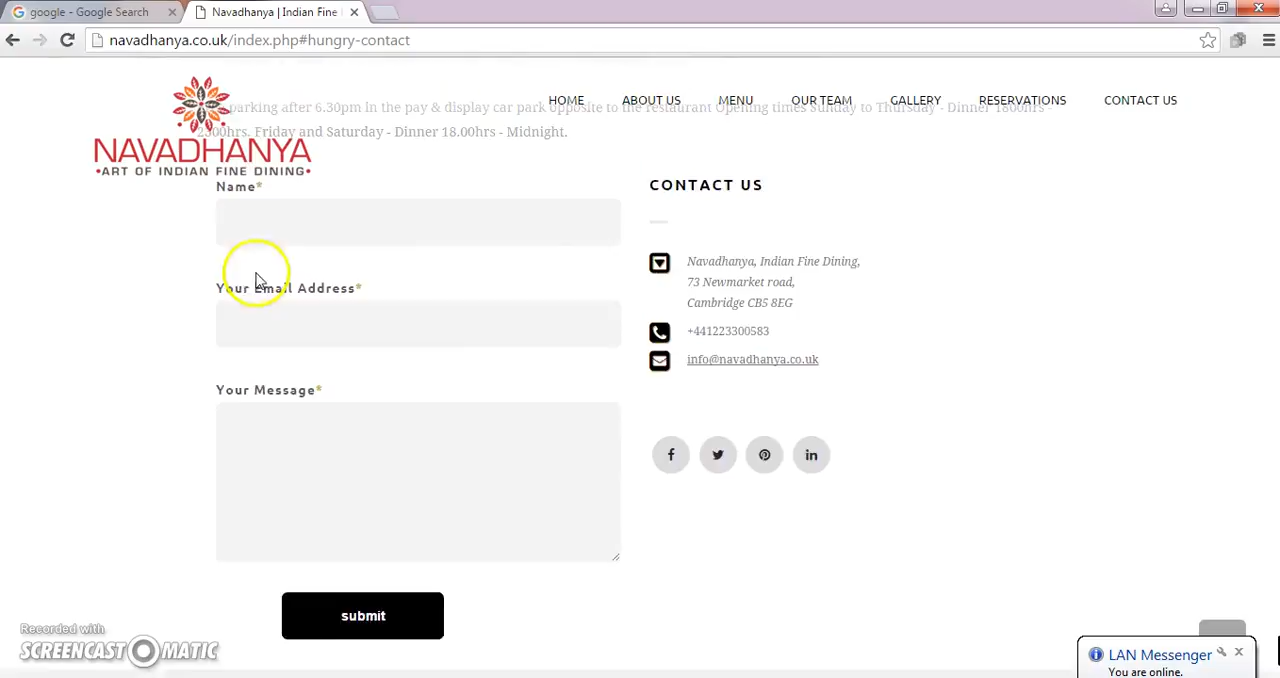 google - Google Search
Navadhanya | Indian Fine
navadhanya.co.uk/index.php#hungry-contact
HOME
ABOUT US
MENU
OUR TEAM
GALLERY
RESERVATIONS
CONTACT US
parking after 6.30pm in the pay & display car park opposite to the restaurant Opening times Sunday to Thursday - Dinner 1800hrs -
2300hrs. Friday and Saturday - Dinner 18.00hrs - Midnight.
NAVADHANYA
•ART OF INDIAN FINE DINING•
Name*
Your Email Address*
Your Message*
submit
CONTACT US
Navadhanya, Indian Fine Dining,
73 Newmarket road,
Cambridge CB5 8EG
+441223300583
info@navadhanya.co.uk
Recorded with
SCREENCAST-O-MATIC
LAN Messenger
You are online.